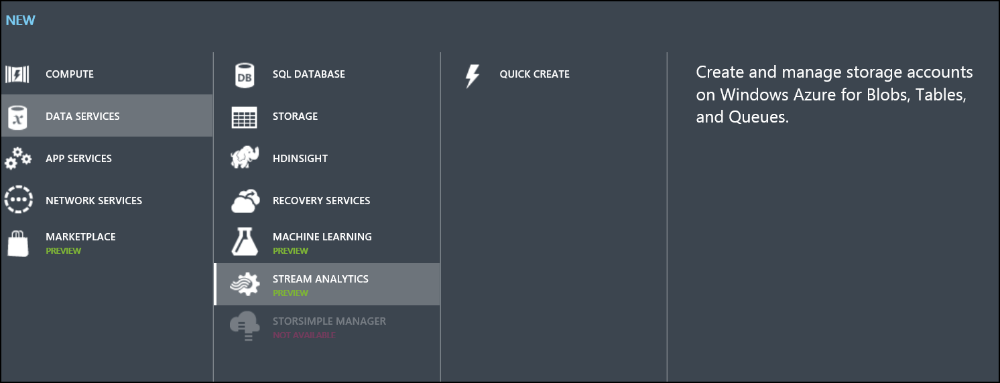 NEW
COMPUTE
DATA SERVICES
APP SERVICES
NETWORK SERVICES
MARKETPLACE
PREVIEW
DB
SQL DATABASE
x
STORAGE
HDINSIGHT
RECOVERY SERVICES
MACHINE LEARNING
PREVIEW
STREAM ANALYTICS
PREVIEW
STORSIMPLE MANAGER
NOT AVAILABLE
QUICK CREATE
Create and manage storage accounts
on Windows Azure for Blobs, Tables,
and Queues.